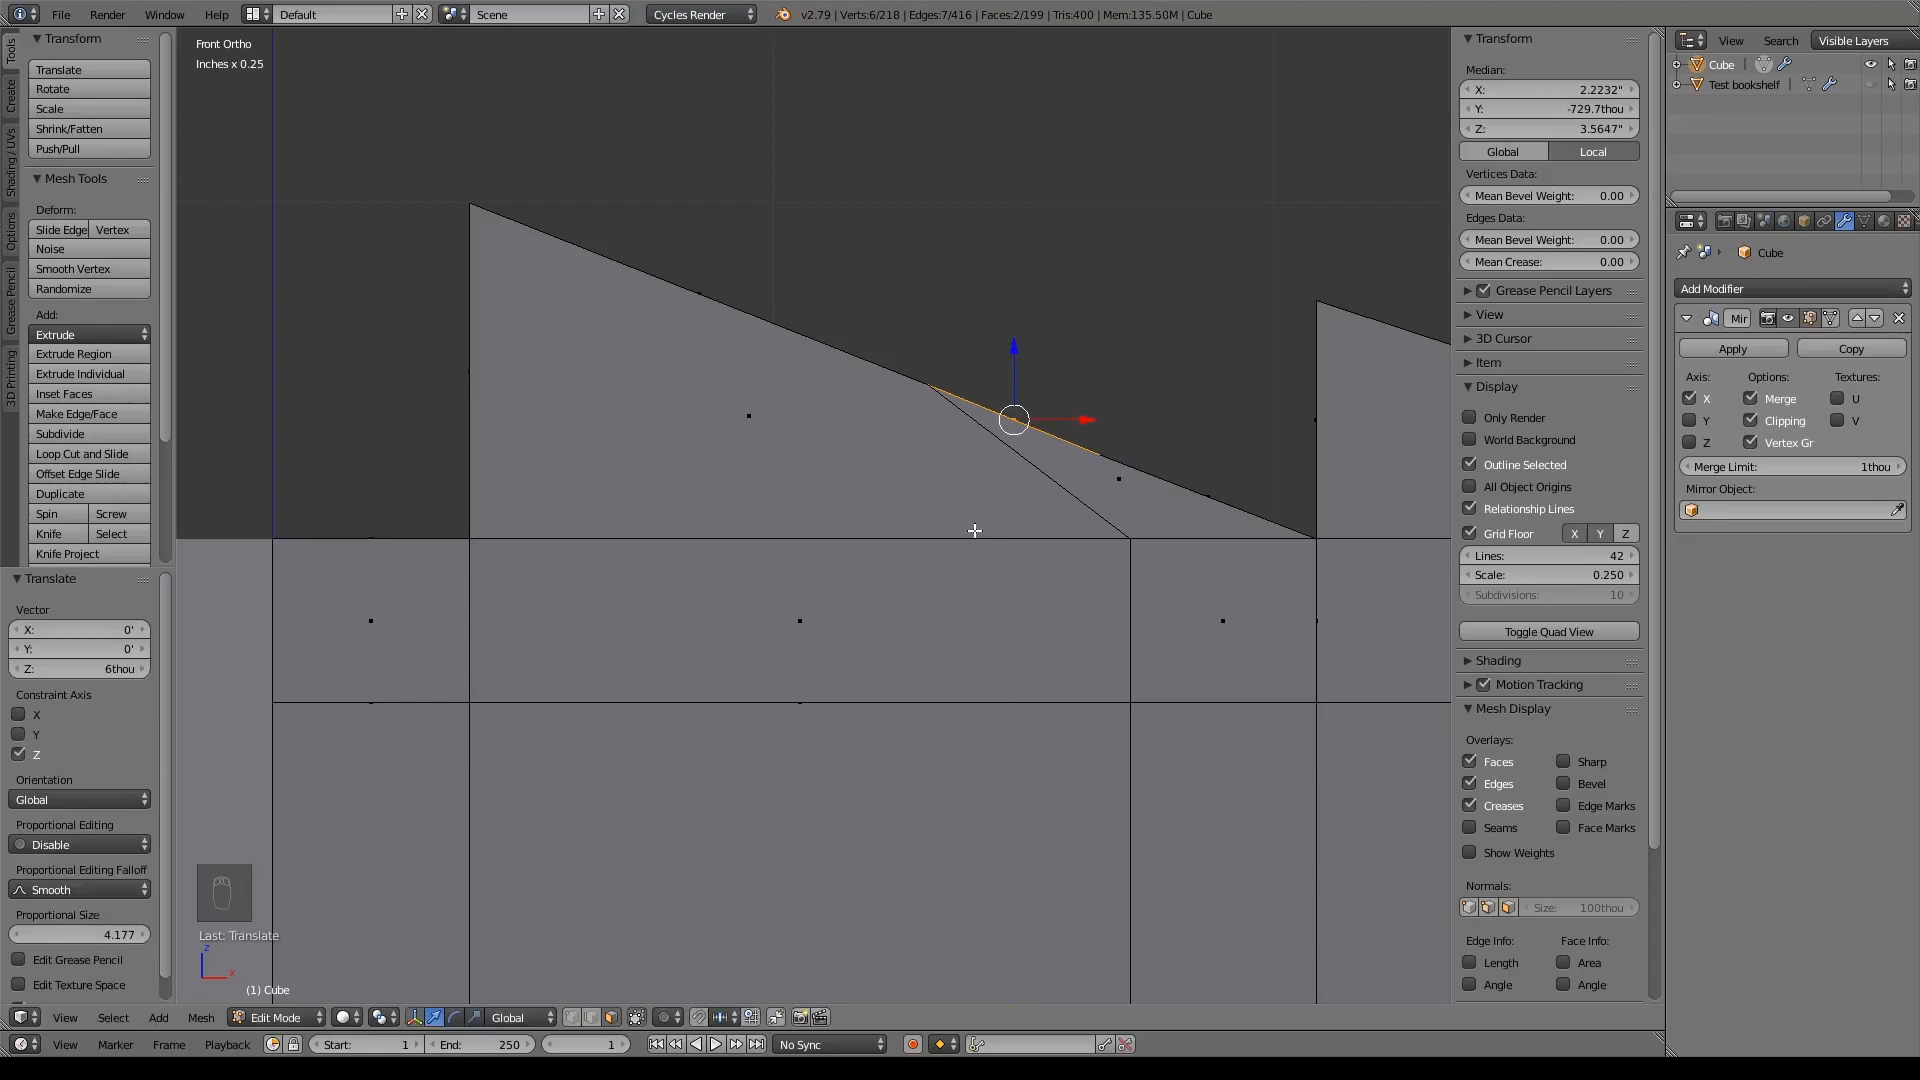 File Render Window Help Default Scene Cycles Render v2.79 | Verts:6/218 | Edges:7/416 | Faces:2/199 | Tris:400 | Mem:135.50M | Cube
Tools
Create
Shading / UVs
Options
Grease Pencil
3D Printing
Transform
Translate
Rotate
Scale
Shrink/Fatten
Push/Pull
Mesh Tools
Deform:
Slide Edge Vertex
Noise
Smooth Vertex
Randomize
Add:
Extrude
Extrude Region
Extrude Individual
Inset Faces
Make Edge/Face
Subdivide
Loop Cut and Slide
Offset Edge Slide
Duplicate
Spin Screw
Knife Select
Knife Project
Translate
Vector
X: 0'
Y: 0'
Z: 6thou
Constraint Axis
X
Y
Z
Orientation
Global
Proportional Editing
Disable
Proportional Editing Falloff
Smooth
Proportional Size
4.177
Edit Grease Pencil
Edit Texture Space
Front Ortho
Inches x 0.25
Last: Translate
z
x
(1) Cube
Transform
Median:
X: 2.2232"
Y: -729.7thou
Z: 3.5647"
Global Local
Vertices Data:
Mean Bevel Weight: 0.00
Edges Data:
Mean Bevel Weight: 0.00
Mean Crease: 0.00
Grease Pencil Layers
View
3D Cursor
Item
Display
Only Render
World Background
Outline Selected
All Object Origins
Relationship Lines
Grid Floor X Y Z
Lines: 42
Scale: 0.250
Subdivisions: 10
Toggle Quad View
Shading
Motion Tracking
Mesh Display
Overlays:
Faces Sharp
Edges Bevel
Creases Edge Marks
Seams Face Marks
Show Weights
Normals:
Size: 100thou
Edge Info: Face Info:
Length Area
Angle Angle
View Search Visible Layers
Cube
Test bookshelf
Cube
Add Modifier
Mir
Apply Copy
Axis: Options: Textures:
X Merge U
Y Clipping V
Z Vertex Gr
Merge Limit: 1thou
Mirror Object:
View Select Add Mesh Edit Mode Global
View Marker Frame Playback Start: 1 End: 250 1 No Sync